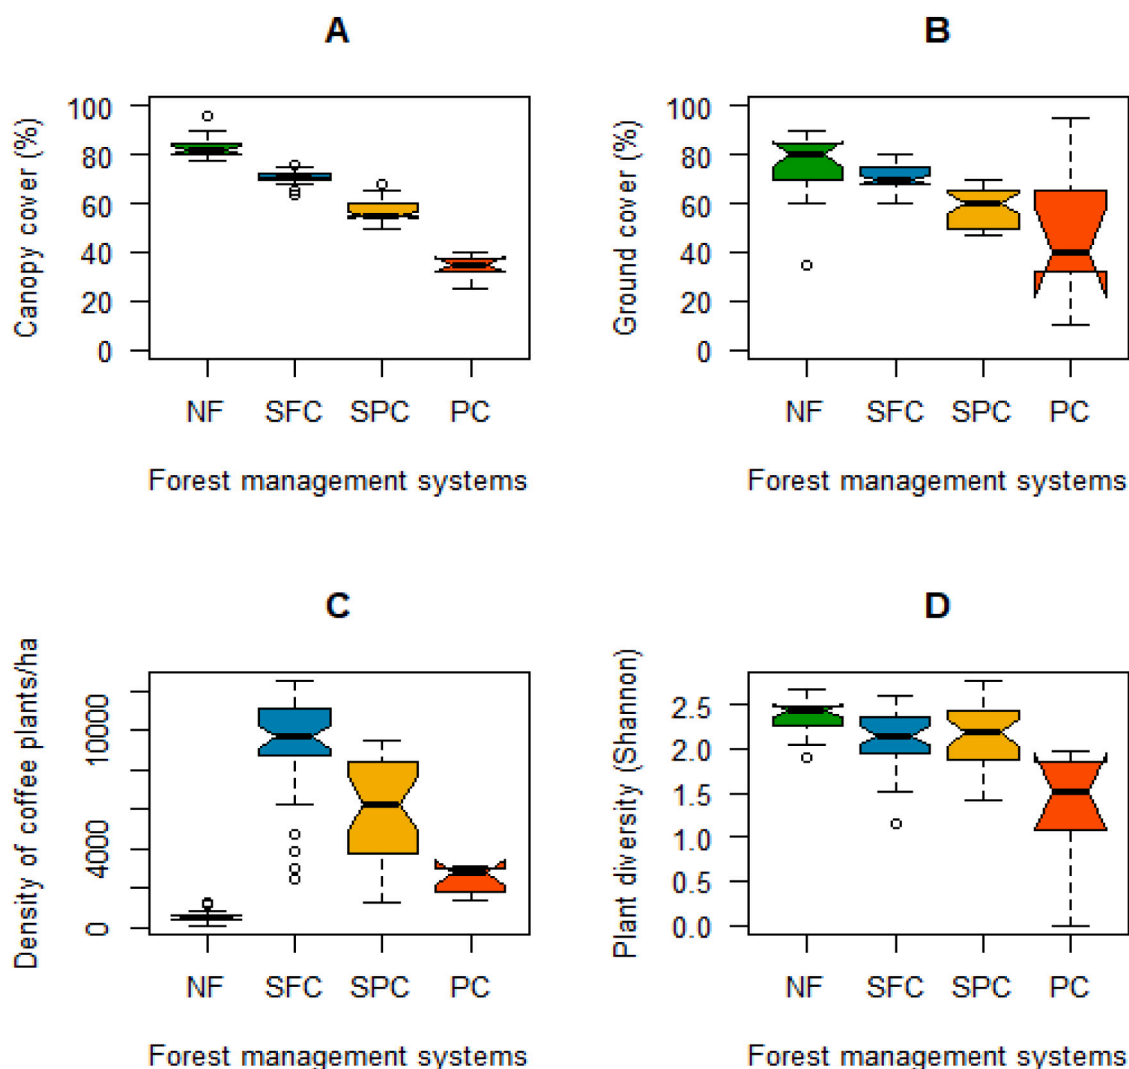 A
Canopy cover (%)
100
80
60
40
20
0
NF SFC SPC PC
Forest management systems
B
Ground cover (%)
100
80
60
40
20
0
NF SFC SPC PC
Forest management systems
C
Density of coffee plants/ha
10000
4000
0
NF SFC SPC PC
Forest management systems
D
Plant diversity (Shannon)
2.5
2.0
1.5
1.0
0.5
0.0
NF SFC SPC PC
Forest management systems